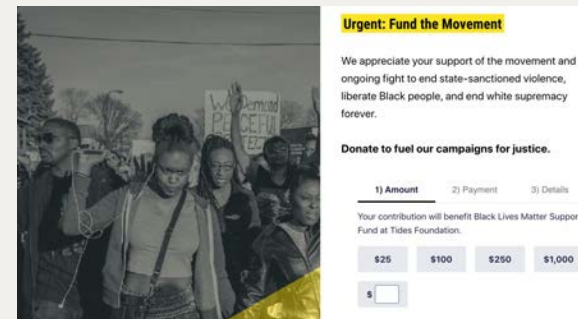 We Demand
PEACEFUL
Urgent: Fund the Movement
We appreciate your support of the movement and
ongoing fight to end state-sanctioned violence,
liberate Black people, and end white supremacy
forever.
Donate to fuel our campaigns for justice.
1) Amount 2) Payment 3) Details
Your contribution will benefit Black Lives Matter Suppor
Fund at Tides Foundation.
$25 $100 $250 $1,000
$